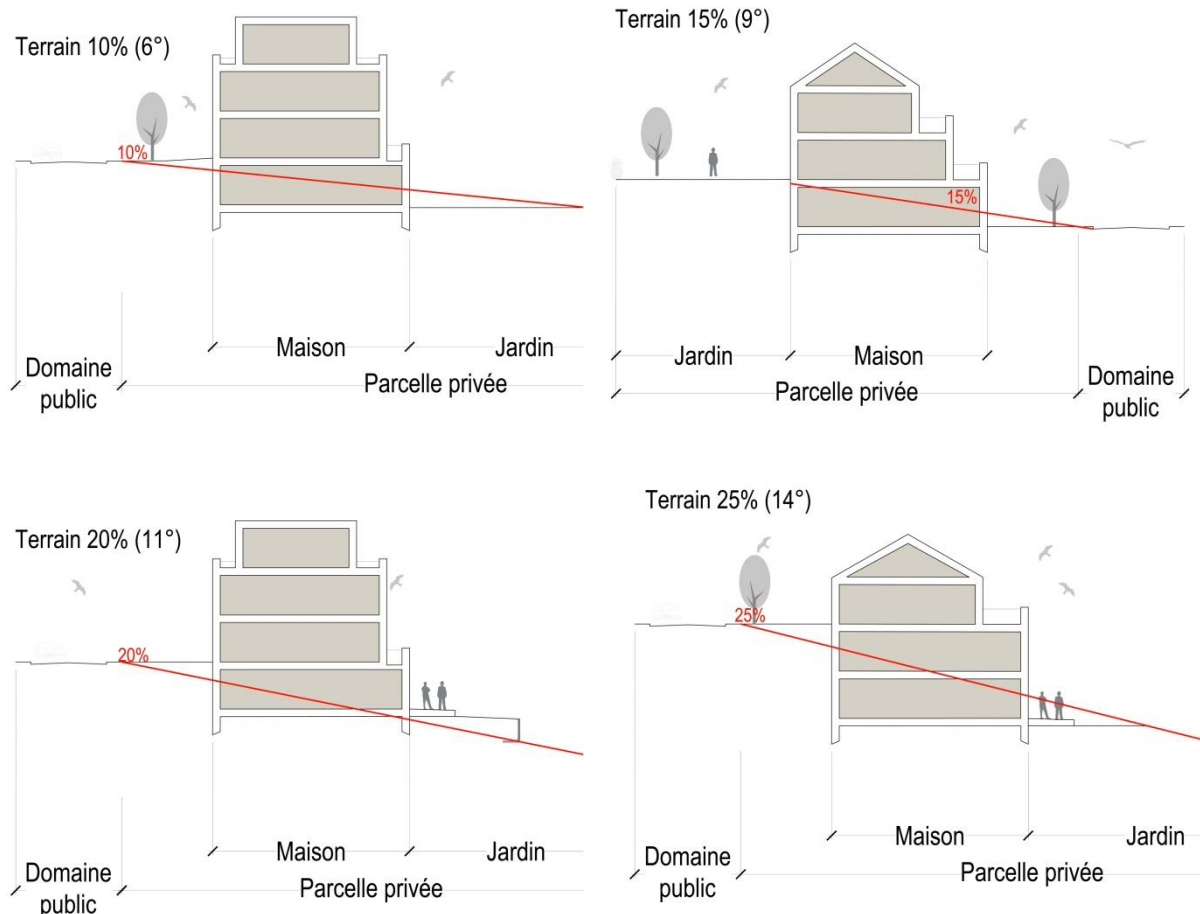 Terrain 10% (6°)
10%
Maison
Jardin
Domaine
public
Parcelle privée
Terrain 15% (9°)
15%
Jardin
Maison
Parcelle privée
Domaine
public
Terrain 20% (11°)
20%
Maison
Jardin
Domaine
public
Parcelle privée
Terrain 25% (14°)
25%
Maison
Jardin
Domaine
public
Parcelle privée